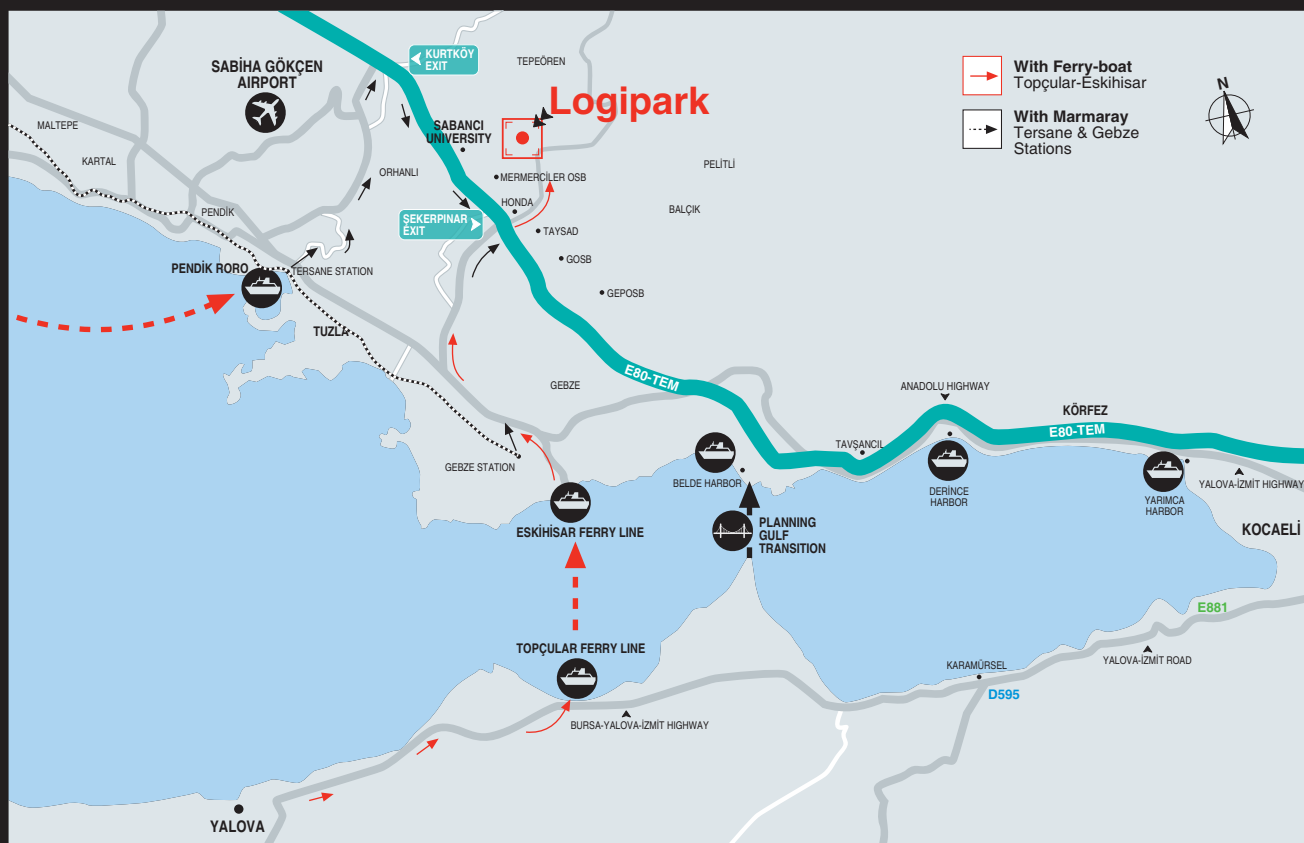 KURTKÖY
EXIT
SABİHA GÖKÇEN
AIRPORT
TEPEÖREN
With Ferry-boat
Topçular-Eskihisar
N
Logipark
With Marmaray
Tersane & Gebze
Stations
MALTEPE
SABANCI
UNIVERSITY
KARTAL
ORHANLI
PELİTLİ
MERMERCİLER OSB
HONDA
BALÇIK
PENDİK
ŞEKERPINAR
EXIT
TAYSAD
GOSB
PENDİK RORO
TERSANE STATION
GEPOSB
TUZLA
E80-TEM
GEBZE
ANADOLU HIGHWAY
KÖRFEZ
E80-TEM
TAVŞANCIL
GEBZE STATION
BELDE HARBOR
DERİNCE
HARBOR
YARIMCA
HARBOR
YALOVA-İZMİT HIGHWAY
ESKİHİSAR FERRY LINE
PLANNING
GULF
TRANSITION
KOCAELİ
E881
TOPÇULAR FERRY LINE
KARAMÜRSEL
YALOVA-İZMİT ROAD
D595
BURSA-YALOVA-İZMİT HIGHWAY
YALOVA